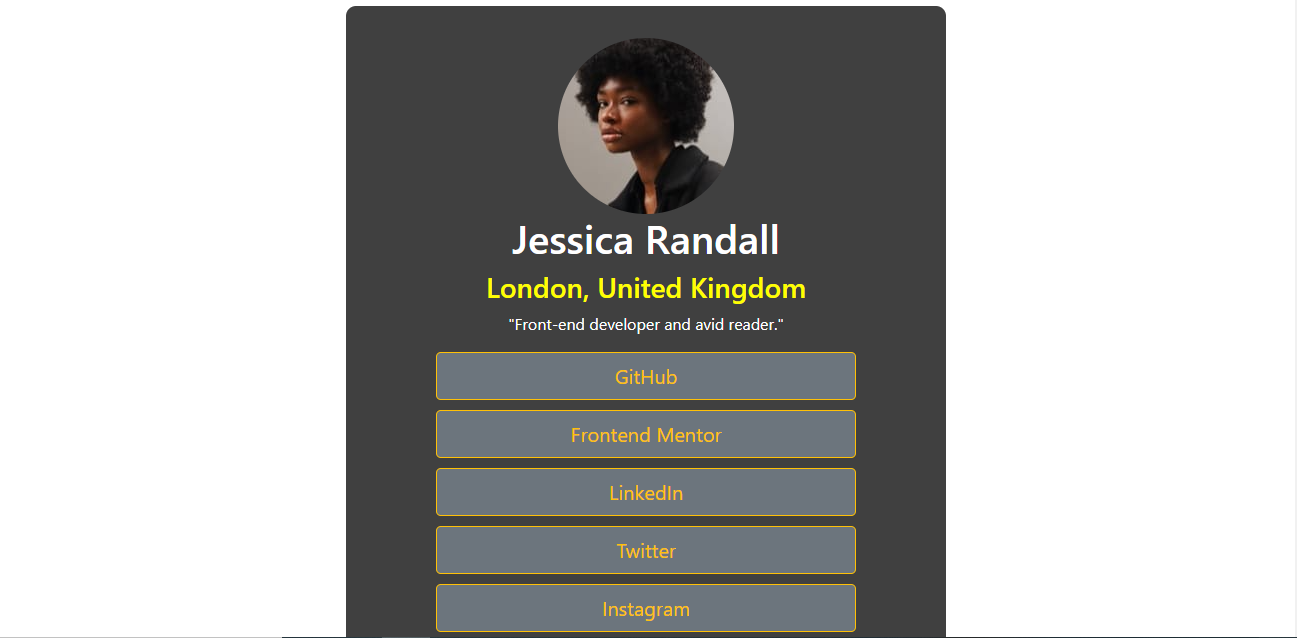 Jessica Randall
London, United Kingdom
"Front-end developer and avid reader."
GitHub
Frontend Mentor
LinkedIn
Twitter
Instagram